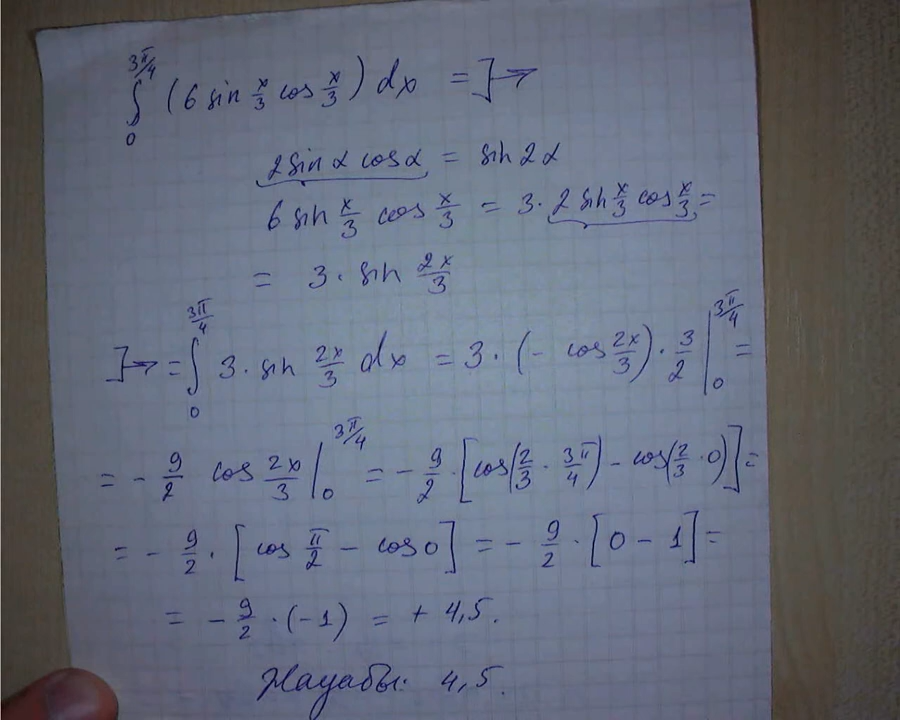 ∫₀^{3π/4} (6 sin x/3 cos x/3) dx = ]→
2 sin α cos α = sin 2α
6 sin x/3 cos x/3 = 3 · 2 sin x/3 cos x/3 =
= 3 · sin 2x/3
]→ = ∫₀^{3π/4} 3 · sin 2x/3 dx = 3 · (- cos 2x/3) · 3/2 |₀^{3π/4} =
= - 9/2 cos 2x/3 |₀^{3π/4} = - 9/2 · [cos(2/3 · 3π/4) - cos(2/3 · 0)] =
= - 9/2 · [cos π/2 - cos 0] = - 9/2 · [0 - 1] =
= - 9/2 · (-1) = + 4,5.
Жауабы: 4,5.